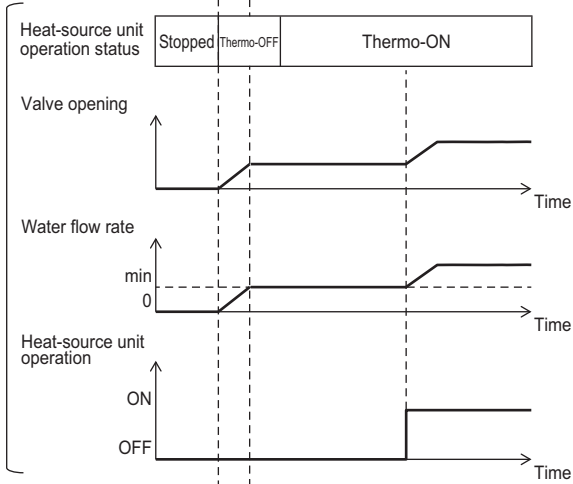 Heat-source unit
operation status
Stopped Thermo-OFF Thermo-ON
Valve opening
Time
Water flow rate
min
0
Time
Heat-source unit
operation
ON
OFF
Time